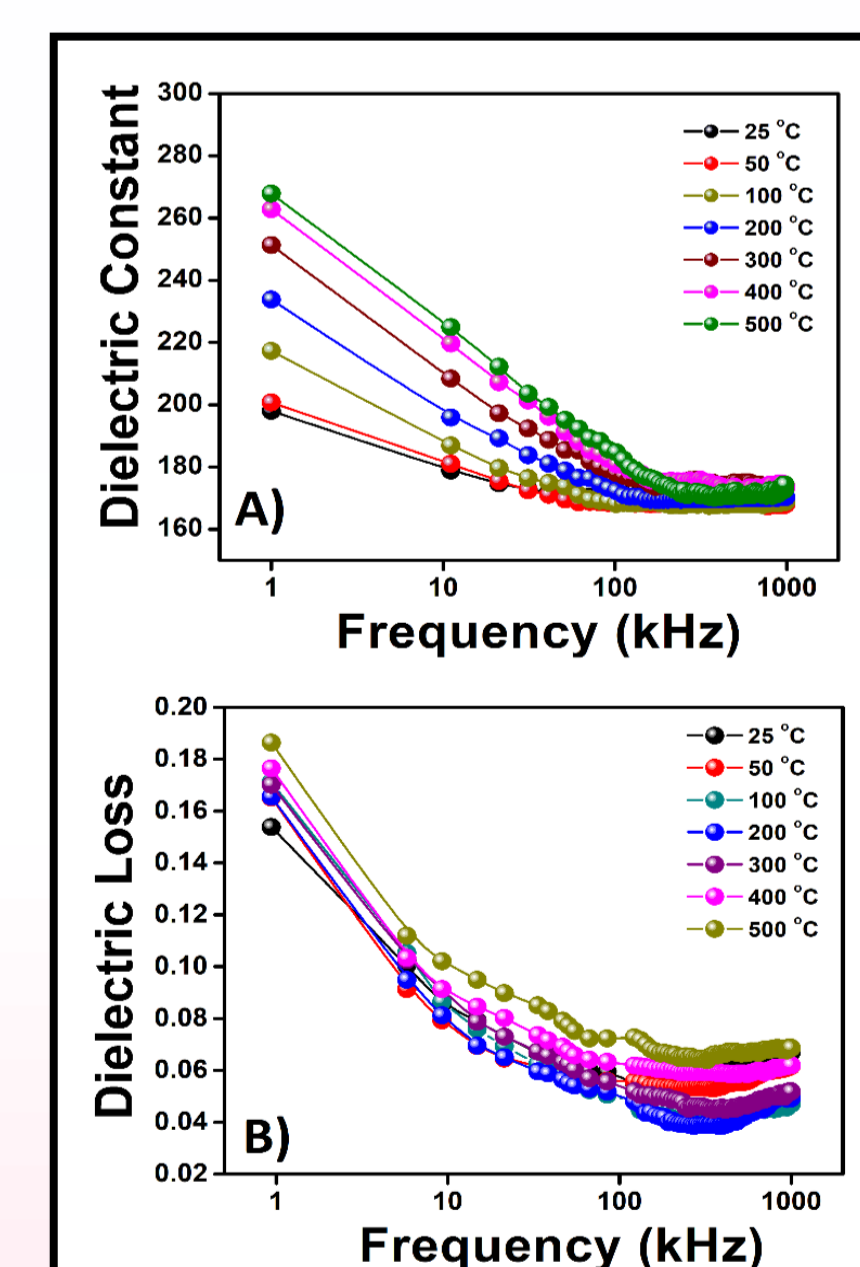 Dielectric Constant
300
280
260
240
220
200
180
160
25 °C
50 °C
100 °C
200 °C
300 °C
400 °C
500 °C
A)
1 10 100 1000
Frequency (kHz)
Dielectric Loss
0.20
0.18
0.16
0.14
0.12
0.10
0.08
0.06
0.04
0.02
25 °C
50 °C
100 °C
200 °C
300 °C
400 °C
500 °C
B)
1 10 100 1000
Frequency (kHz)